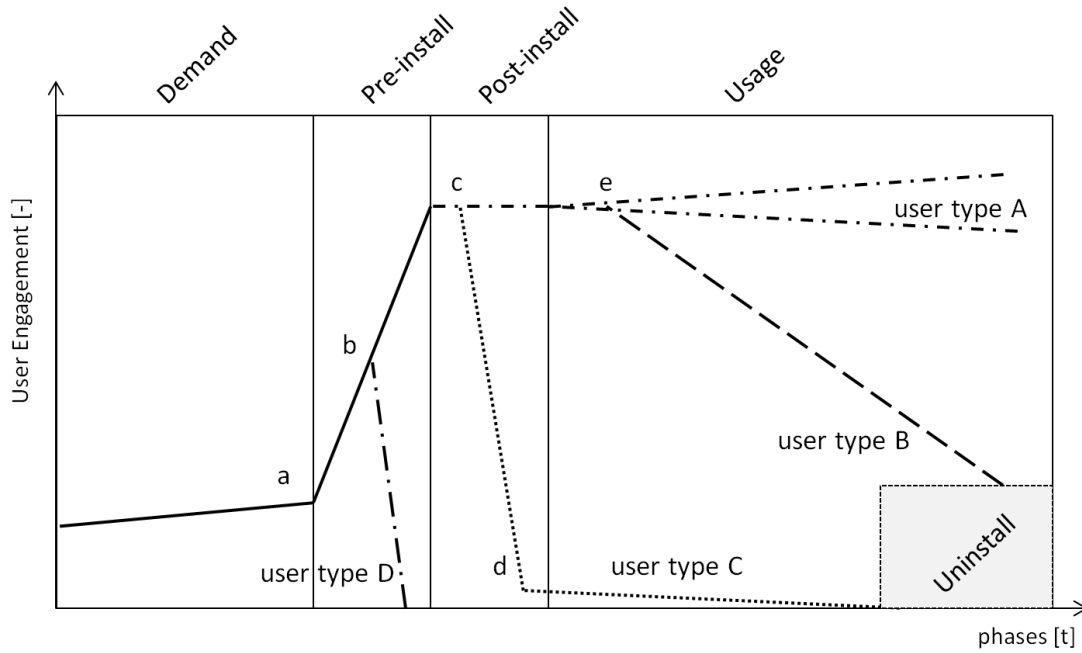 Demand
Pre-install
Post-install
Usage
User Engagement [-]
c
e
user type A
b
user type B
a
d
user type D
user type C
Uninstall
phases [t]